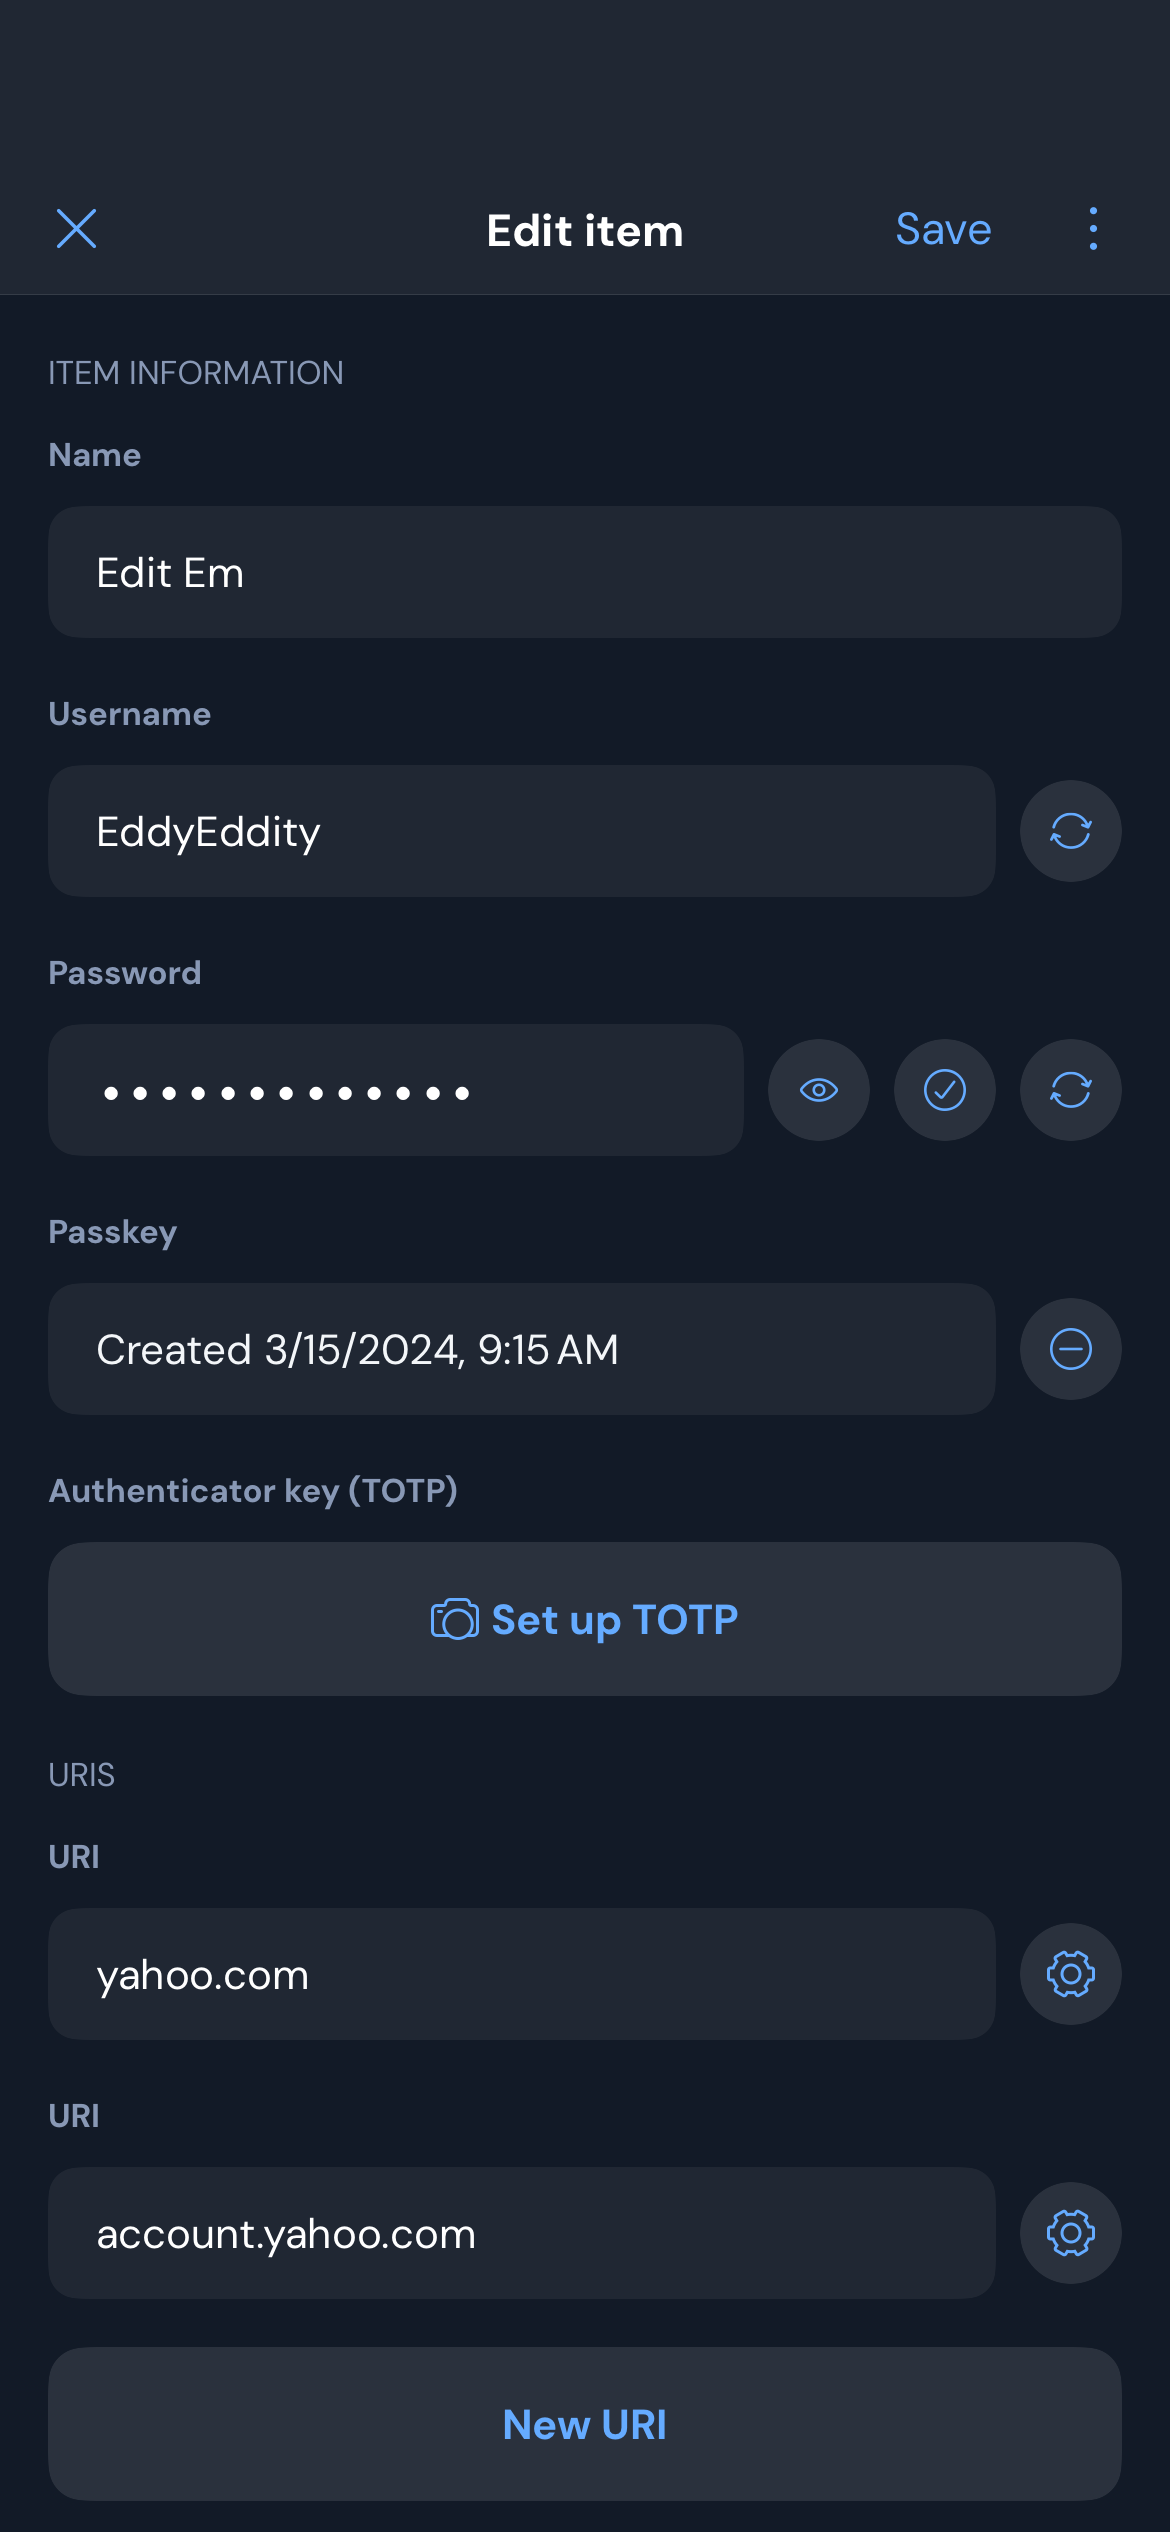 Edit item
Save
ITEM INFORMATION
Name
Edit Em
Username
EddyEddity
Password
•••••••••••••
Passkey
Created 3/15/2024, 9:15 AM
Authenticator key (TOTP)
Set up TOTP
URIS
URI
yahoo.com
URI
account.yahoo.com
New URI